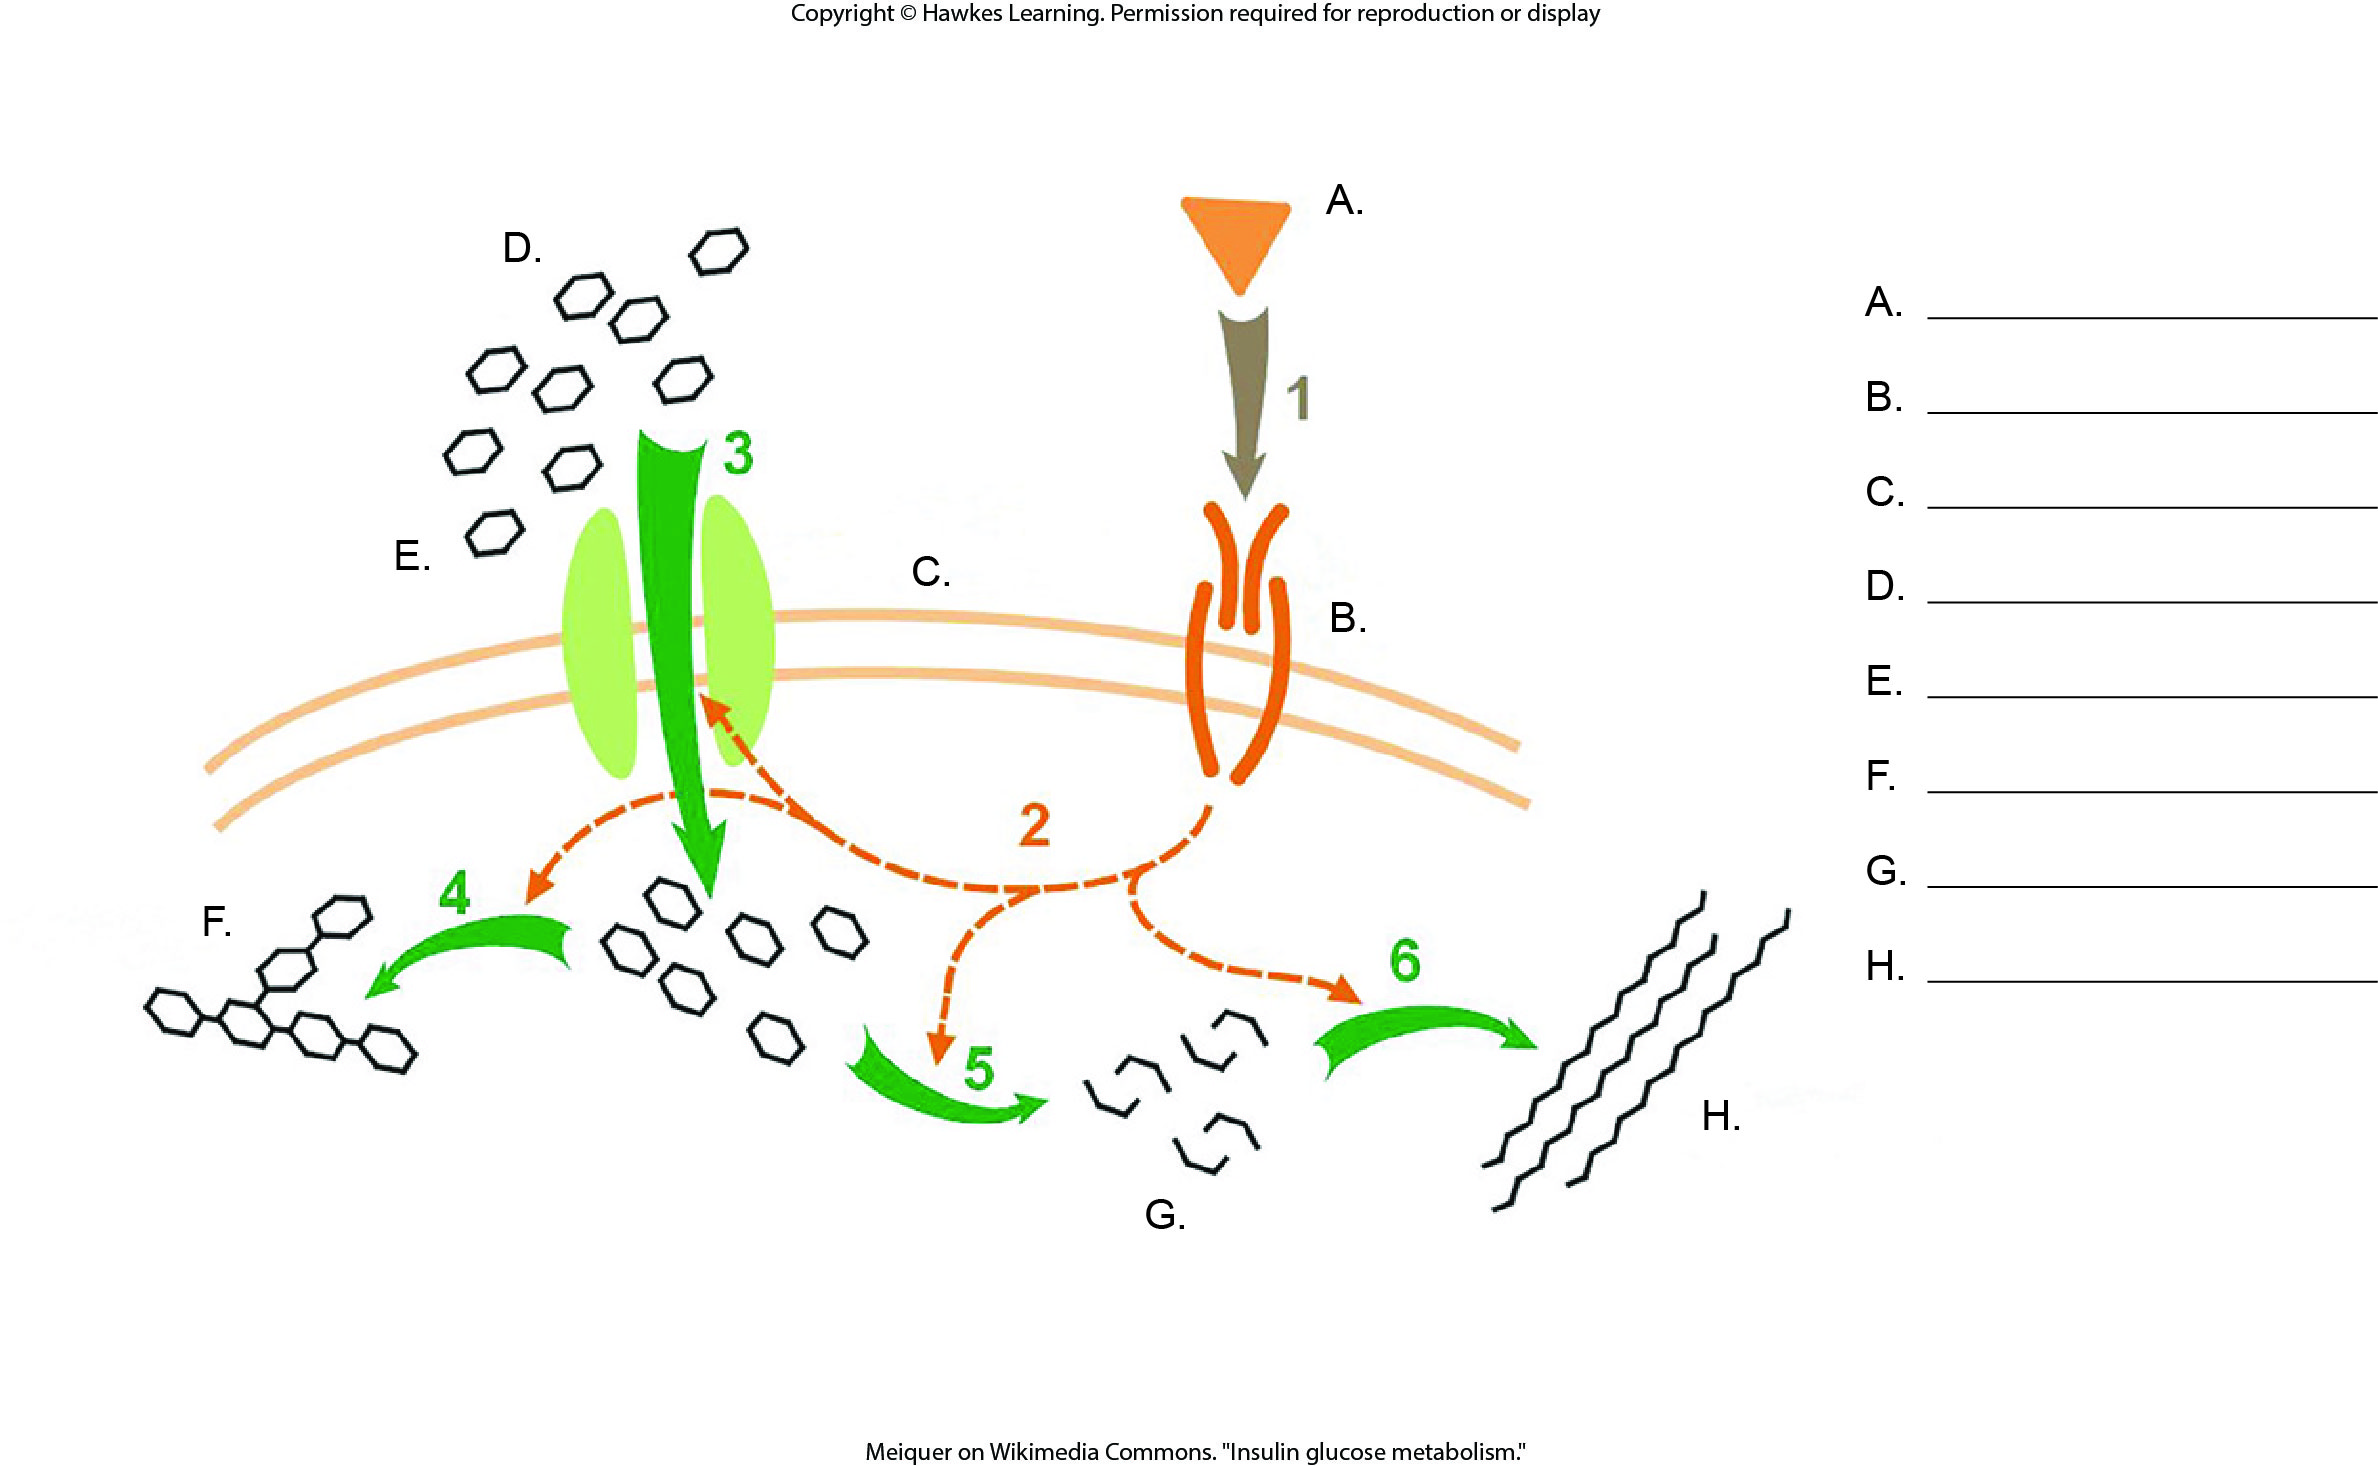 Copyright © Hawkes Learning. Permission required for reproduction or display
A.
D.
1
3
E.
C.
B.
2
4
F.
6
5
H.
G.
A.
B.
C.
D.
E.
F.
G.
H.
Meiquer on Wikimedia Commons. "Insulin glucose metabolism."